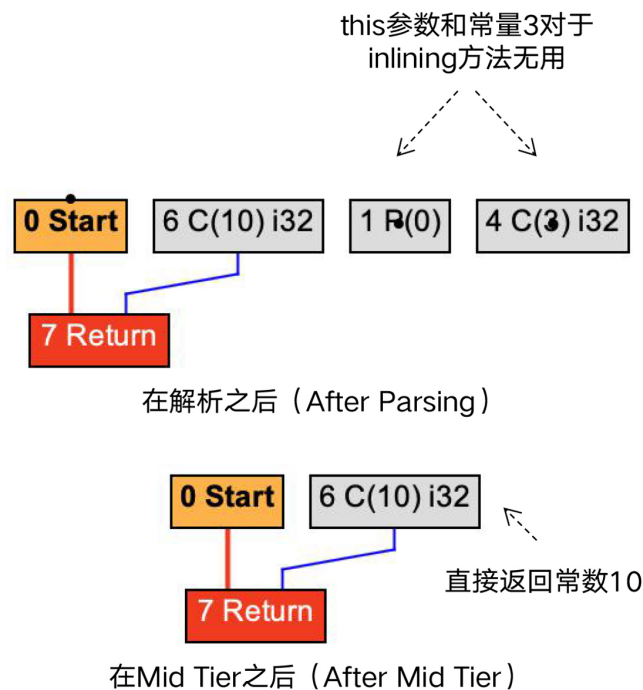 this参数和常量3对于
inlining方法无用
0 Start
6 C(10) i32
1 P(0)
4 C(3) i32
7 Return
在解析之后（After Parsing）
0 Start
6 C(10) i32
直接返回常数10
7 Return
在Mid Tier之后（After Mid Tier）